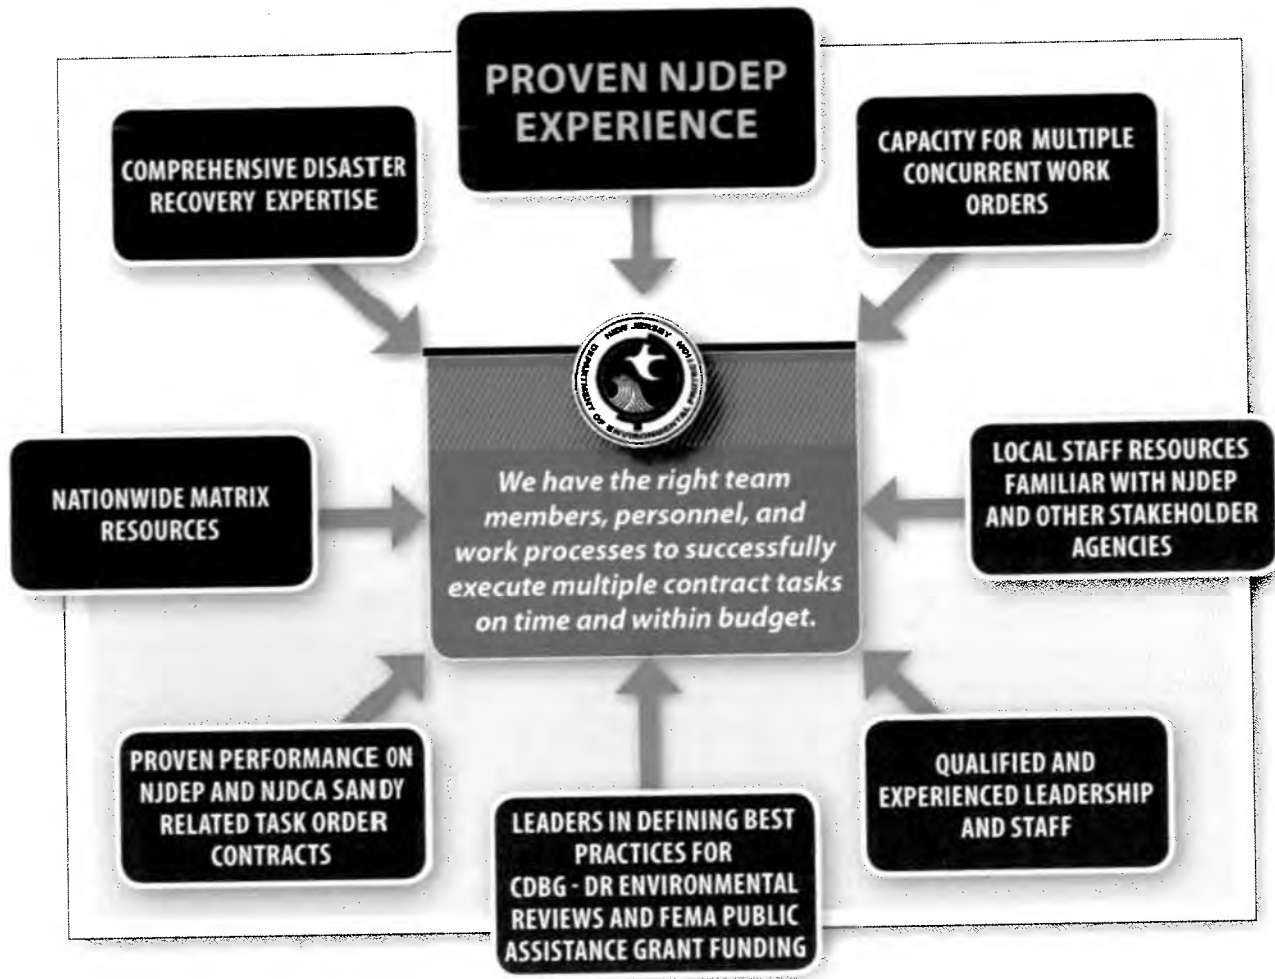 PROVEN NJDEP
EXPERIENCE
COMPREHENSIVE DISASTER
RECOVERY EXPERTISE
CAPACITY FOR MULTIPLE
CONCURRENT WORK
ORDERS
DEPARTMENT OF ENVIRONMENTAL PROTECTION
NEW JERSEY
NATIONWIDE MATRIX
RESOURCES
We have the right team
members, personnel, and
work processes to successfully
execute multiple contract tasks
on time and within budget.
LOCAL STAFF RESOURCES
FAMILIAR WITH NJDEP
AND OTHER STAKEHOLDER
AGENCIES
PROVEN PERFORMANCE ON
NJDEP AND NJDCA SANDY
RELATED TASK ORDER
CONTRACTS
LEADERS IN DEFINING BEST
PRACTICES FOR
CDBG - DR ENVIRONMENTAL
REVIEWS AND FEMA PUBLIC
ASSISTANCE GRANT FUNDING
QUALIFIED AND
EXPERIENCED LEADERSHIP
AND STAFF